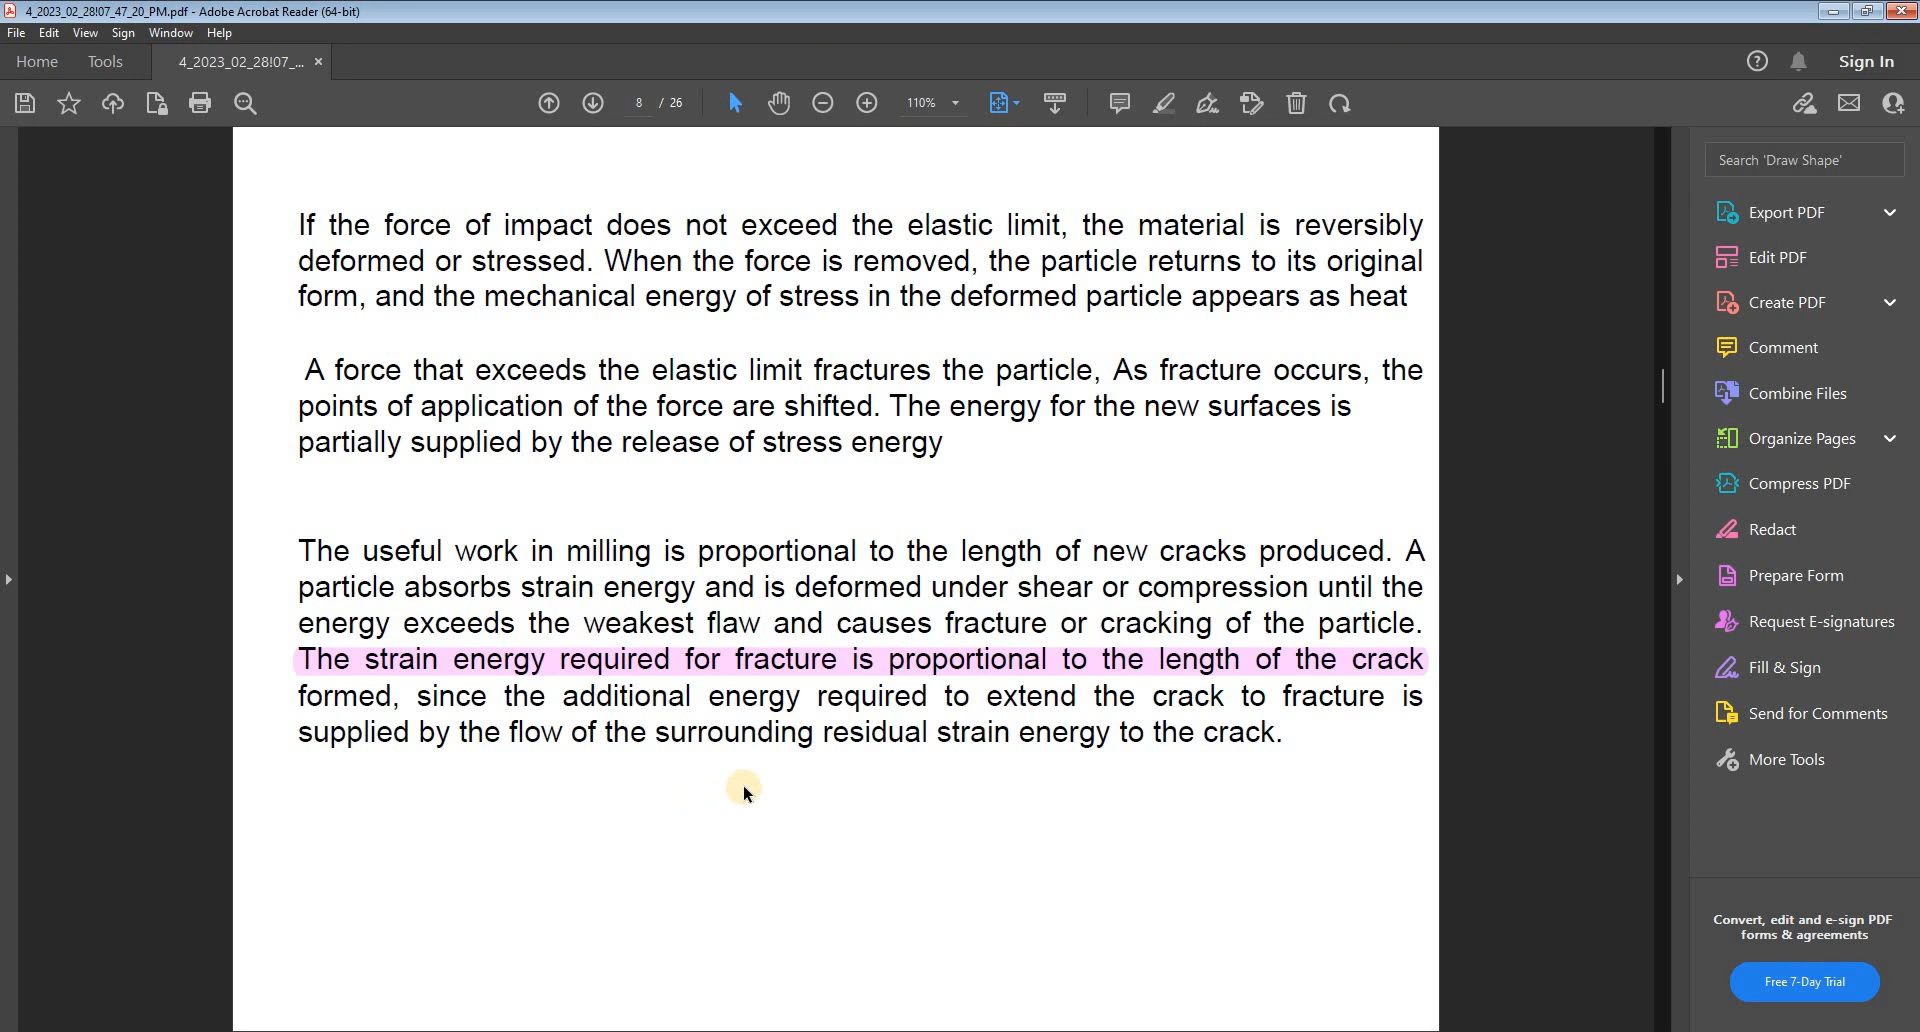 4_2023_02_28!07_47_20_PM.pdf - Adobe Acrobat Reader (64-bit)
File Edit View Sign Window Help
Home Tools 4_2023_02_28!07_... × Sign In
8 / 26 110%
If the force of impact does not exceed the elastic limit, the material is reversibly
deformed or stressed. When the force is removed, the particle returns to its original
form, and the mechanical energy of stress in the deformed particle appears as heat
A force that exceeds the elastic limit fractures the particle, As fracture occurs, the
points of application of the force are shifted. The energy for the new surfaces is
partially supplied by the release of stress energy
The useful work in milling is proportional to the length of new cracks produced. A
particle absorbs strain energy and is deformed under shear or compression until the
energy exceeds the weakest flaw and causes fracture or cracking of the particle.
The strain energy required for fracture is proportional to the length of the crack
formed, since the additional energy required to extend the crack to fracture is
supplied by the flow of the surrounding residual strain energy to the crack.
Search 'Draw Shape'
Export PDF
Edit PDF
Create PDF
Comment
Combine Files
Organize Pages
Compress PDF
Redact
Prepare Form
Request E-signatures
Fill & Sign
Send for Comments
More Tools
Convert, edit and e-sign PDF
forms & agreements
Free 7-Day Trial